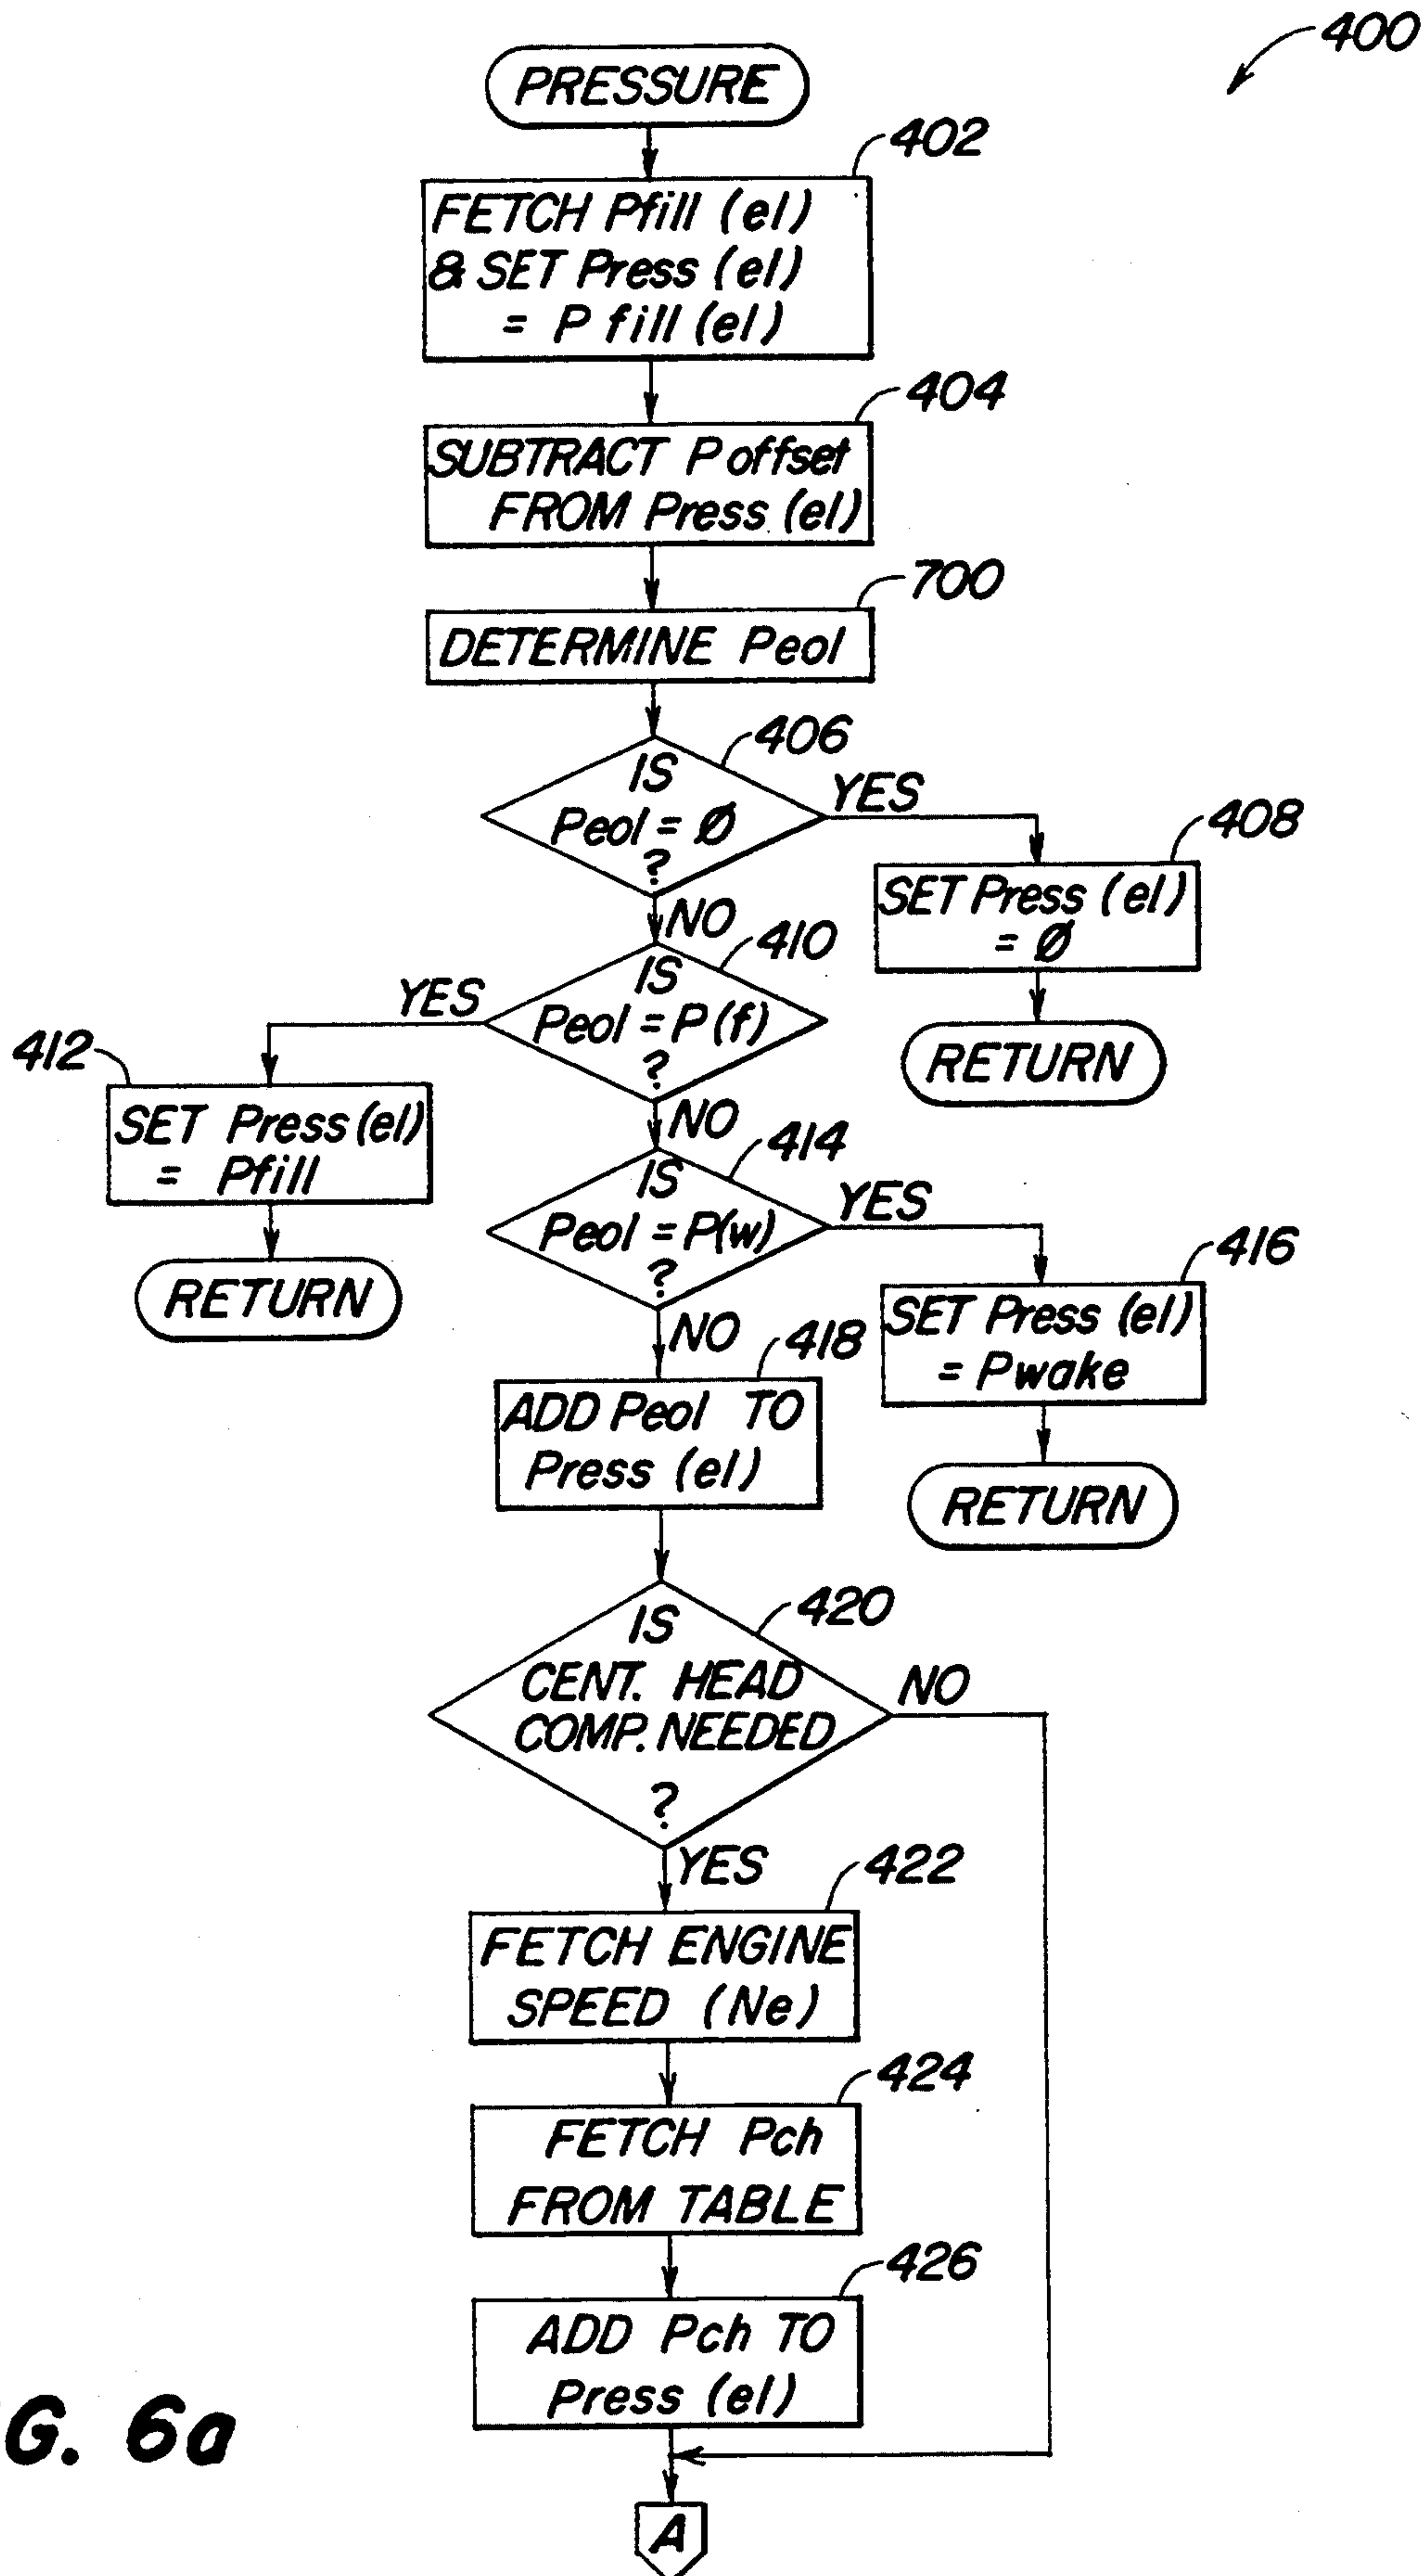 400
PRESSURE
402
FETCH Pfill (el)
& SET Press (el)
= P fill (el)
404
SUBTRACT P offset
FROM Press (el)
700
DETERMINE Peol
406
IS
Peol = Ø
?
YES
408
SET Press (el)
= Ø
NO
410
IS
Peol = P (f)
?
YES
RETURN
412
SET Press (el)
= Pfill
NO
414
IS
Peol = P(w)
?
YES
RETURN
416
SET Press (el)
= Pwake
NO
418
ADD Peol TO
Press (el)
RETURN
420
IS
CENT. HEAD
COMP. NEEDED
?
NO
YES
422
FETCH ENGINE
SPEED (Ne)
424
FETCH Pch
FROM TABLE
426
ADD Pch TO
Press (el)
G. 6a
A